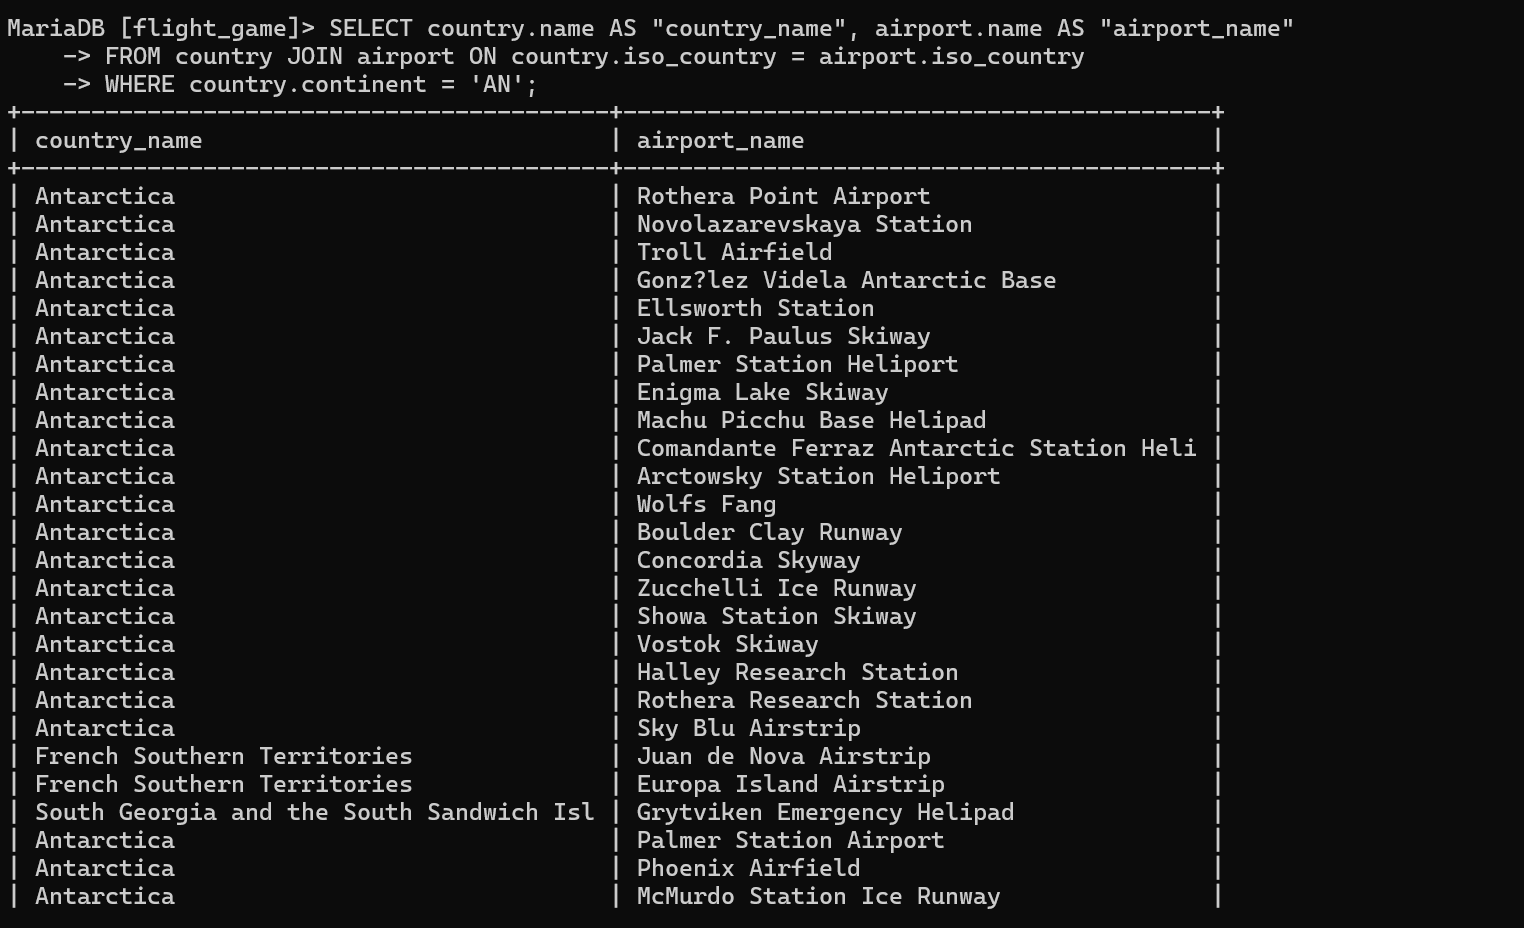 MariaDB [flight_game]> SELECT country.name AS "country_name", airport.name AS "airport_name"
    -> FROM country JOIN airport ON country.iso_country = airport.iso_country
    -> WHERE country.continent = 'AN';
+------------------------------------------+------------------------------------------+
| country_name                             | airport_name                             |
+------------------------------------------+------------------------------------------+
| Antarctica                               | Rothera Point Airport                    |
| Antarctica                               | Novolazarevskaya Station                 |
| Antarctica                               | Troll Airfield                           |
| Antarctica                               | Gonz?lez Videla Antarctic Base           |
| Antarctica                               | Ellsworth Station                        |
| Antarctica                               | Jack F. Paulus Skiway                    |
| Antarctica                               | Palmer Station Heliport                  |
| Antarctica                               | Enigma Lake Skiway                       |
| Antarctica                               | Machu Picchu Base Helipad                |
| Antarctica                               | Comandante Ferraz Antarctic Station Heli |
| Antarctica                               | Arctowsky Station Heliport               |
| Antarctica                               | Wolfs Fang                               |
| Antarctica                               | Boulder Clay Runway                      |
| Antarctica                               | Concordia Skyway                         |
| Antarctica                               | Zucchelli Ice Runway                     |
| Antarctica                               | Showa Station Skiway                     |
| Antarctica                               | Vostok Skiway                            |
| Antarctica                               | Halley Research Station                  |
| Antarctica                               | Rothera Research Station                 |
| Antarctica                               | Sky Blu Airstrip                         |
| French Southern Territories              | Juan de Nova Airstrip                    |
| French Southern Territories              | Europa Island Airstrip                   |
| South Georgia and the South Sandwich Isl | Grytviken Emergency Helipad              |
| Antarctica                               | Palmer Station Airport                   |
| Antarctica                               | Phoenix Airfield                         |
| Antarctica                               | McMurdo Station Ice Runway               |